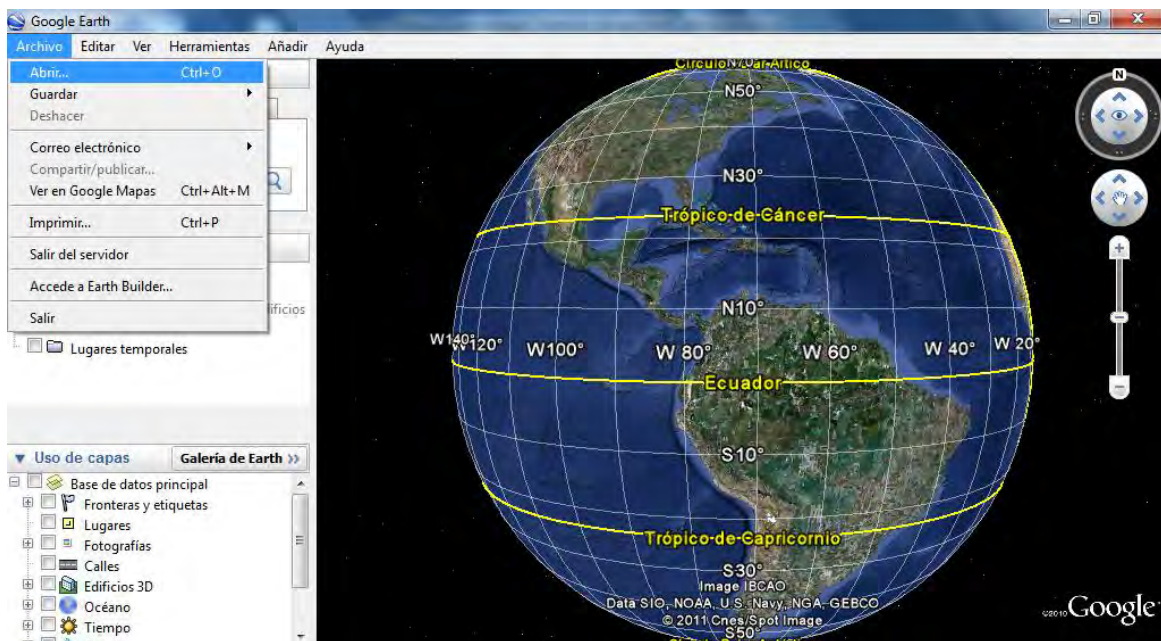 Google Earth
Archivo Editar Ver Herramientas Añadir Ayuda
Abrir... Ctrl+O
Guardar
Deshacer
Correo electrónico
Compartir/publicar...
Ver en Google Mapas Ctrl+Alt+M
Imprimir... Ctrl+P
Salir del servidor
Accede a Earth Builder...
Salir
Lugares temporales
Uso de capas
Galería de Earth
Base de datos principal
Fronteras y etiquetas
Lugares
Fotografías
Calles
Edificios 3D
Océano
Tiempo
N
N50°
N30°
Trópico de Cáncer
N10°
W140° W120° W100° W 80° W 60° W 40° W 20°
Ecuador
S10°
Trópico de Capricornio
S30°
Image IBCAO
Data SIO, NOAA, U.S. Navy, NGA, GEBCO
© 2011 Cnes/Spot Image
S50°
©2010 Google